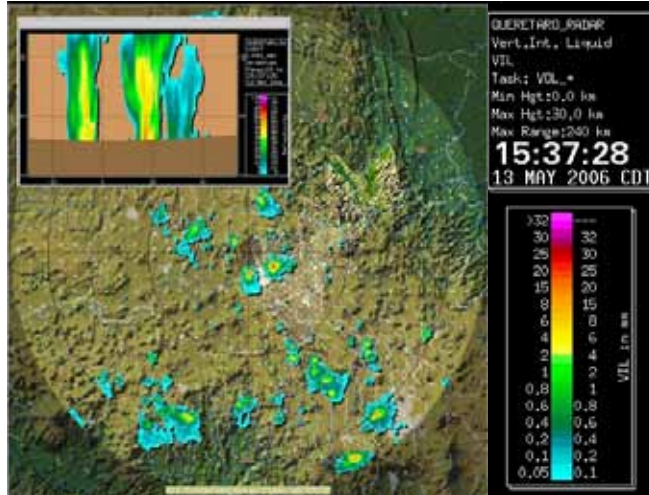 QUERETARO_RADAR
Vert.Int. Liquid
VIL
Task: VOL_*
Min Hgt:0.0 km
Max Hgt:30.0 km
Max Range:240 km
15:37:28
13 MAY 2006 CDT
>32 ----
30 32
25 30
20 25
15 20
8 15
6 8
4 6
2 4
1 2
0.8 1
0.6 0.8
0.4 0.6
0.2 0.4
0.1 0.2
0.05 0.1
VIL in mm